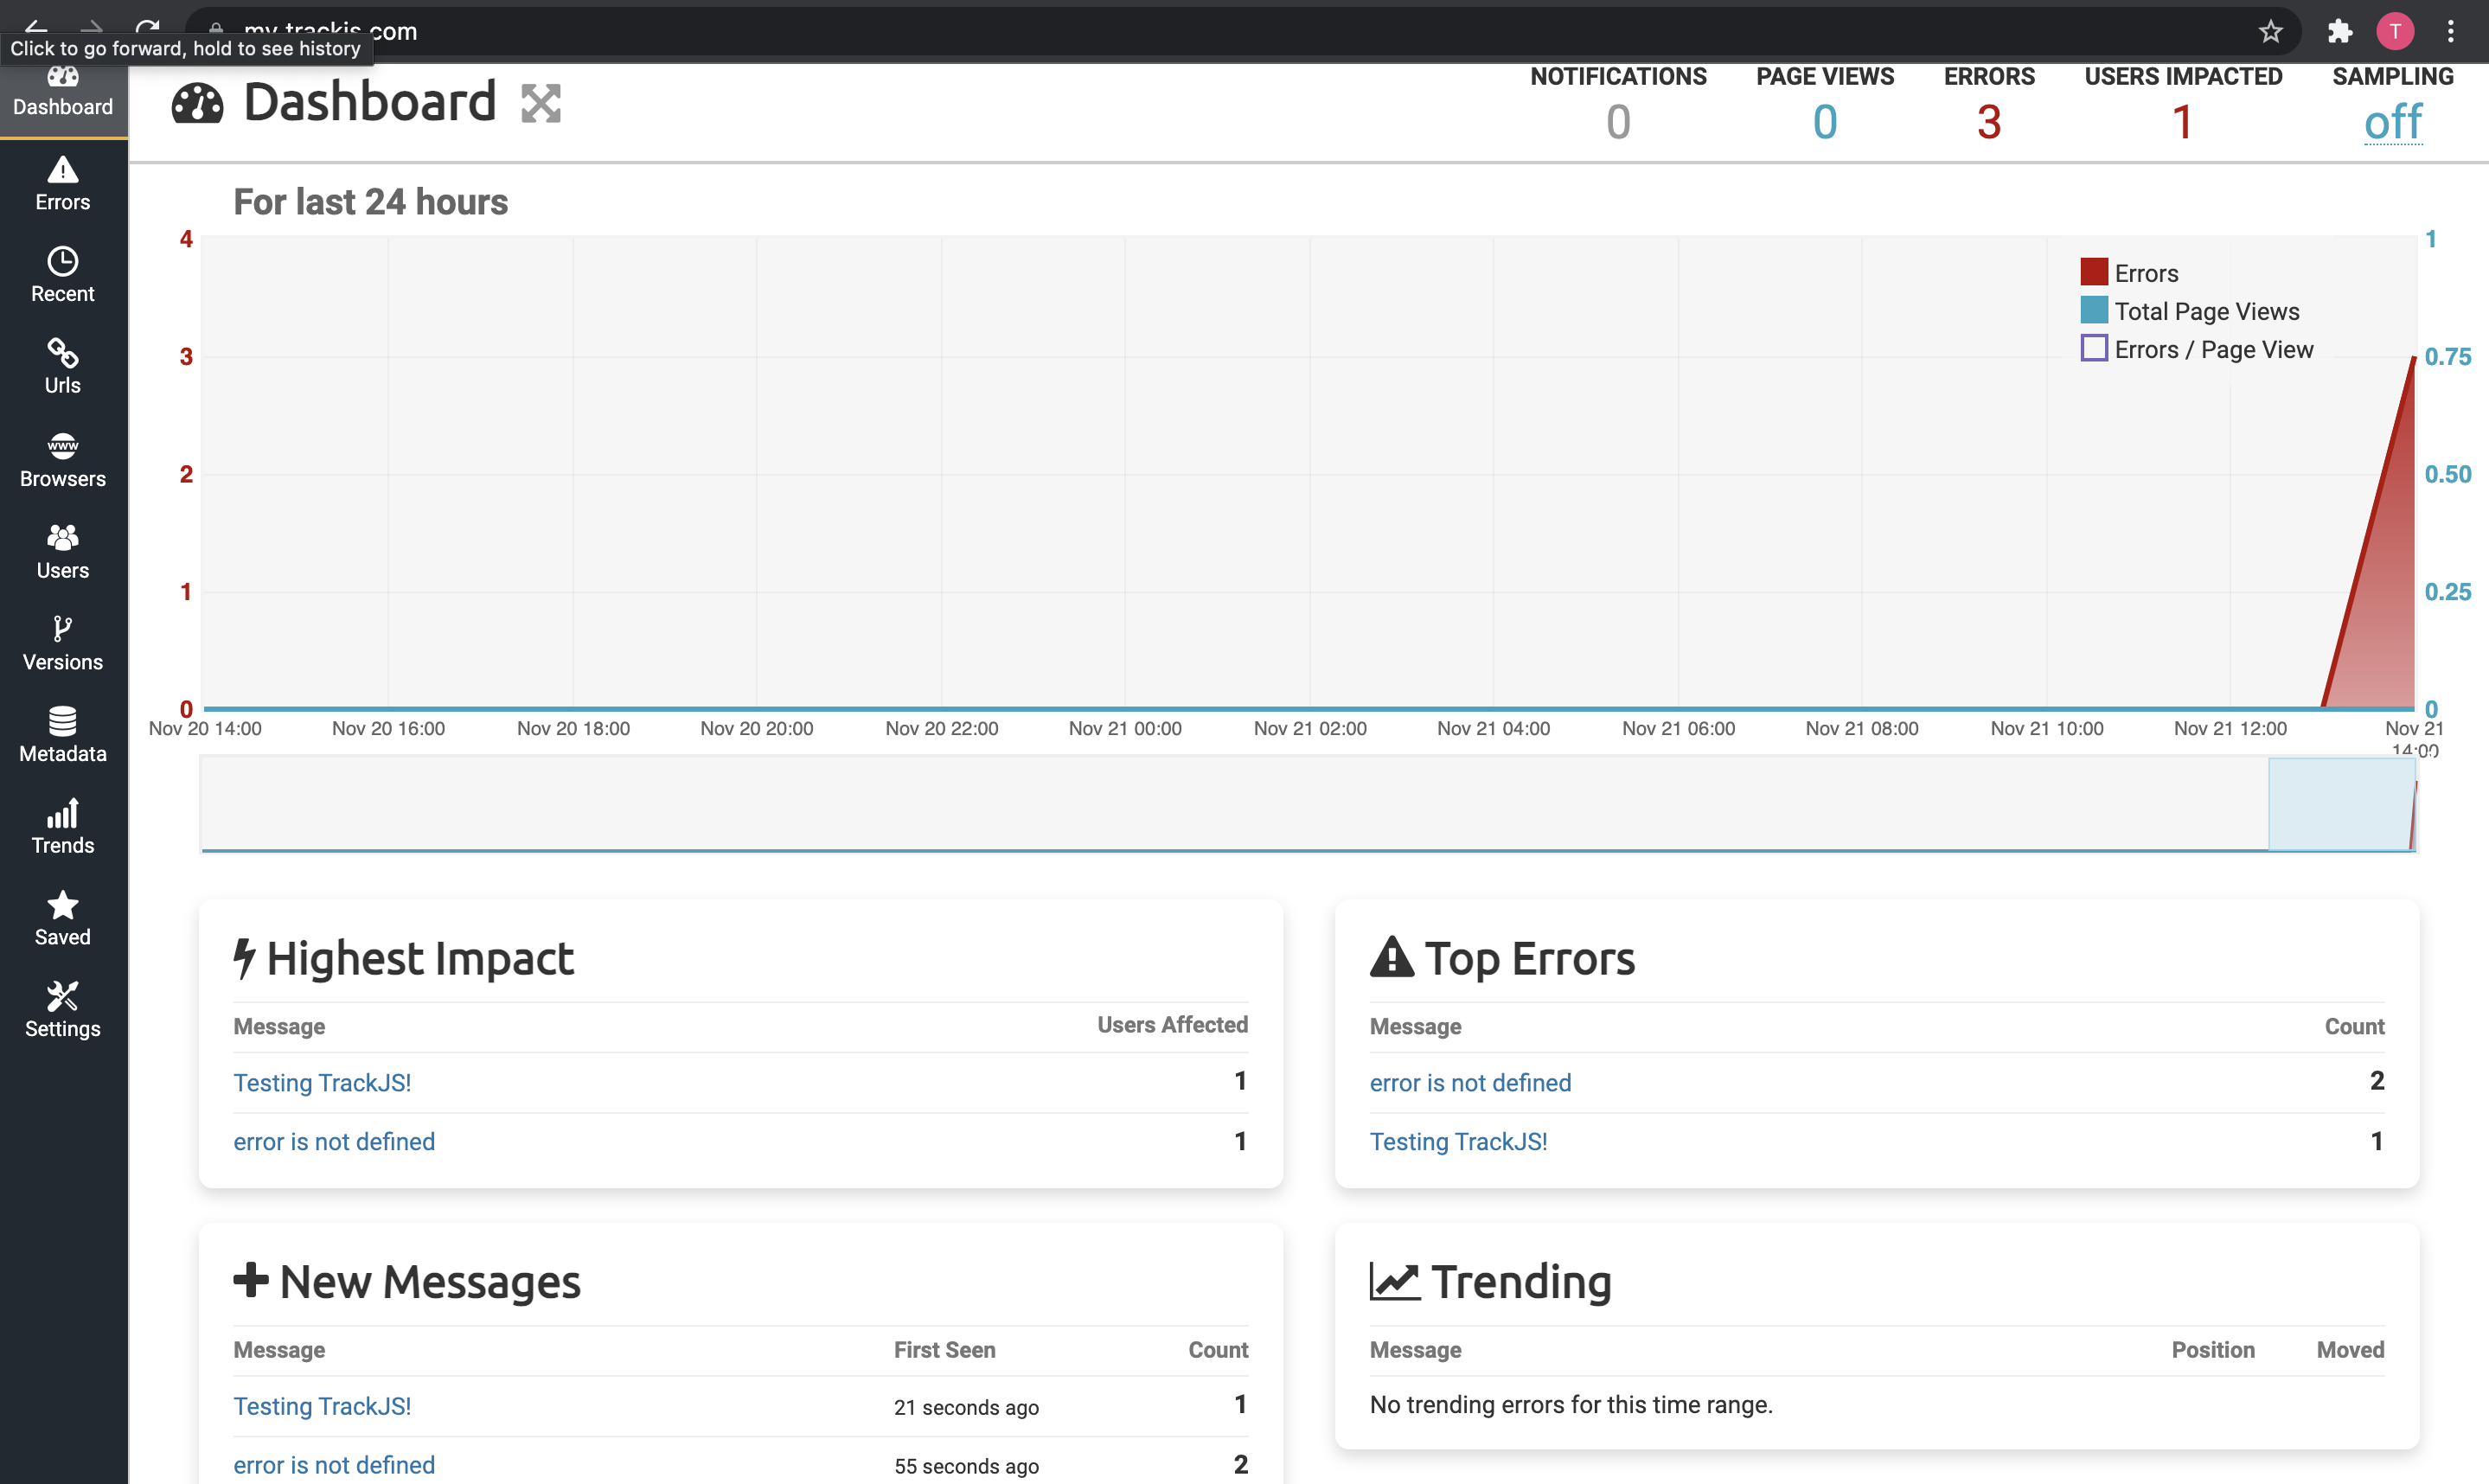 my.trackjs.com
Click to go forward, hold to see history
T
Dashboard
Errors
Recent
Urls
www
Browsers
Users
Versions
Metadata
Trends
Saved
Settings
Dashboard
NOTIFICATIONS PAGE VIEWS ERRORS USERS IMPACTED SAMPLING
0 0 3 1 off
For last 24 hours
4 1
3 0.75
2 0.50
1 0.25
0 0
Errors
Total Page Views
Errors / Page View
Nov 20 14:00 Nov 20 16:00 Nov 20 18:00 Nov 20 20:00 Nov 20 22:00 Nov 21 00:00 Nov 21 02:00 Nov 21 04:00 Nov 21 06:00 Nov 21 08:00 Nov 21 10:00 Nov 21 12:00 Nov 21
14:00
Highest Impact
Message Users Affected
Testing TrackJS! 1
error is not defined 1
Top Errors
Message Count
error is not defined 2
Testing TrackJS! 1
New Messages
Message First Seen Count
Testing TrackJS! 21 seconds ago 1
error is not defined 55 seconds ago 2
Trending
Message Position Moved
No trending errors for this time range.